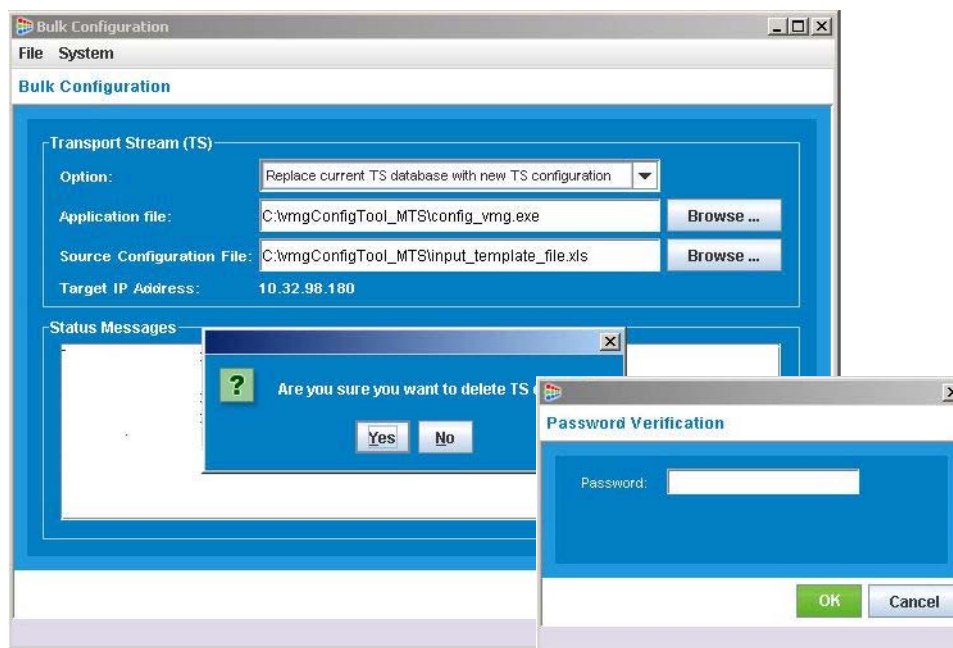 Bulk Configuration
File System
Bulk Configuration
Transport Stream (TS)
Option: Replace current TS database with new TS configuration
Application file: C:\vmgConfigTool_MTS\config_vmg.exe Browse ...
Source Configuration File: C:\vmgConfigTool_MTS\input_template_file.xls Browse ...
Target IP Address: 10.32.98.180
Status Messages
?
Are you sure you want to delete TS
Yes No
Password Verification
Password:
OK Cancel